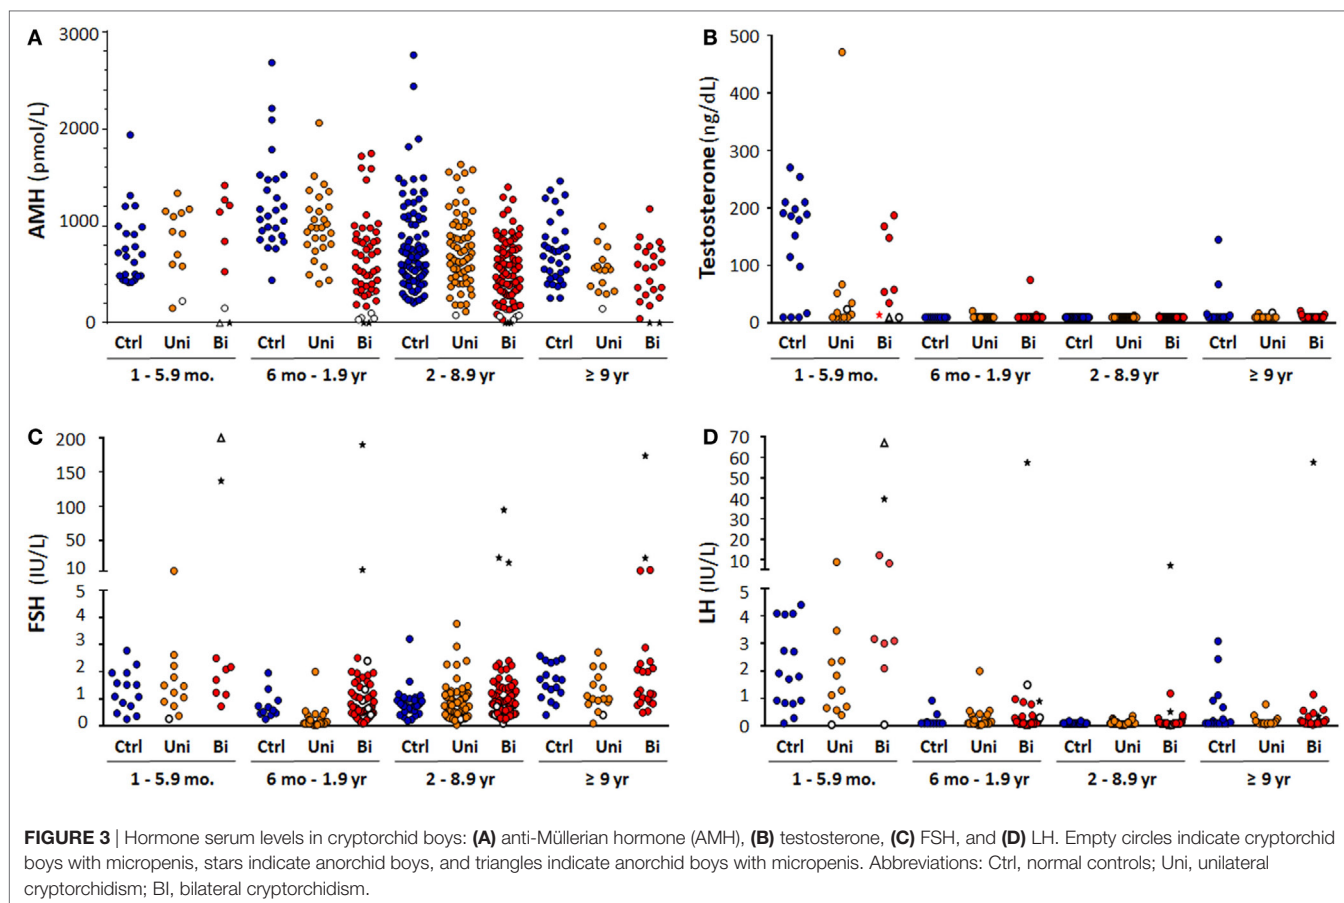 A
B
3000
2000
1000
0
AMH (pmol/L)
Ctrl Uni Bi Ctrl Uni Bi Ctrl Uni Bi Ctrl Uni Bi
1 - 5.9 mo. 6 mo - 1.9 yr 2 - 8.9 yr ≥ 9 yr
500
400
300
200
100
0
Testosterone (ng/dL)
Ctrl Uni Bi Ctrl Uni Bi Ctrl Uni Bi Ctrl Uni Bi
1 - 5.9 mo. 6 mo - 1.9 yr 2 - 8.9 yr ≥ 9 yr
C
200
150
100
50
10
5
4
3
2
1
0
FSH (IU/L)
Ctrl Uni Bi Ctrl Uni Bi Ctrl Uni Bi Ctrl Uni Bi
1 - 5.9 mo. 6 mo - 1.9 yr 2 - 8.9 yr ≥ 9 yr
D
70
60
50
40
30
20
10
5
4
3
2
1
0
LH (IU/L)
Ctrl Uni Bi Ctrl Uni Bi Ctrl Uni Bi Ctrl Uni Bi
1 - 5.9 mo. 6 mo - 1.9 yr 2 - 8.9 yr ≥ 9 yr
FIGURE 3 | Hormone serum levels in cryptorchid boys: (A) anti-Müllerian hormone (AMH), (B) testosterone, (C) FSH, and (D) LH. Empty circles indicate cryptorchid
boys with micropenis, stars indicate anorchid boys, and triangles indicate anorchid boys with micropenis. Abbreviations: Ctrl, normal controls; Uni, unilateral
cryptorchidism; BI, bilateral cryptorchidism.